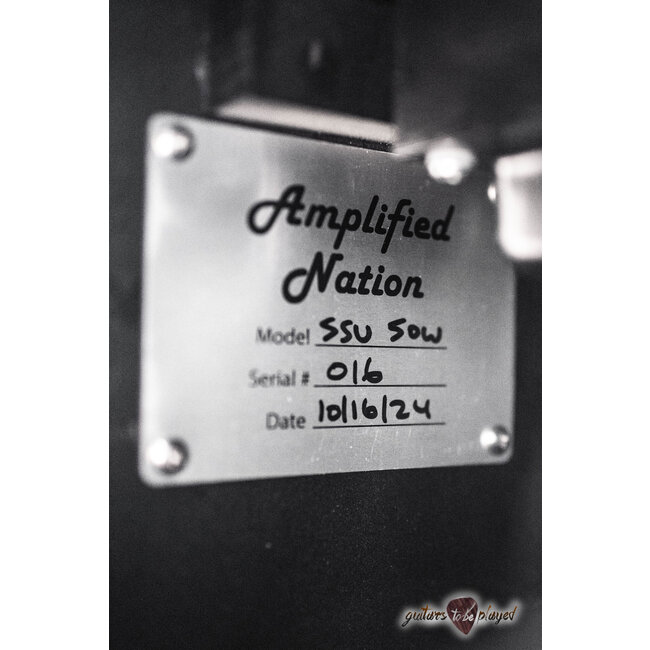 Amplified
Nation
Model SSU 50W
Serial # 016
Date 10/16/24
guitars to be played